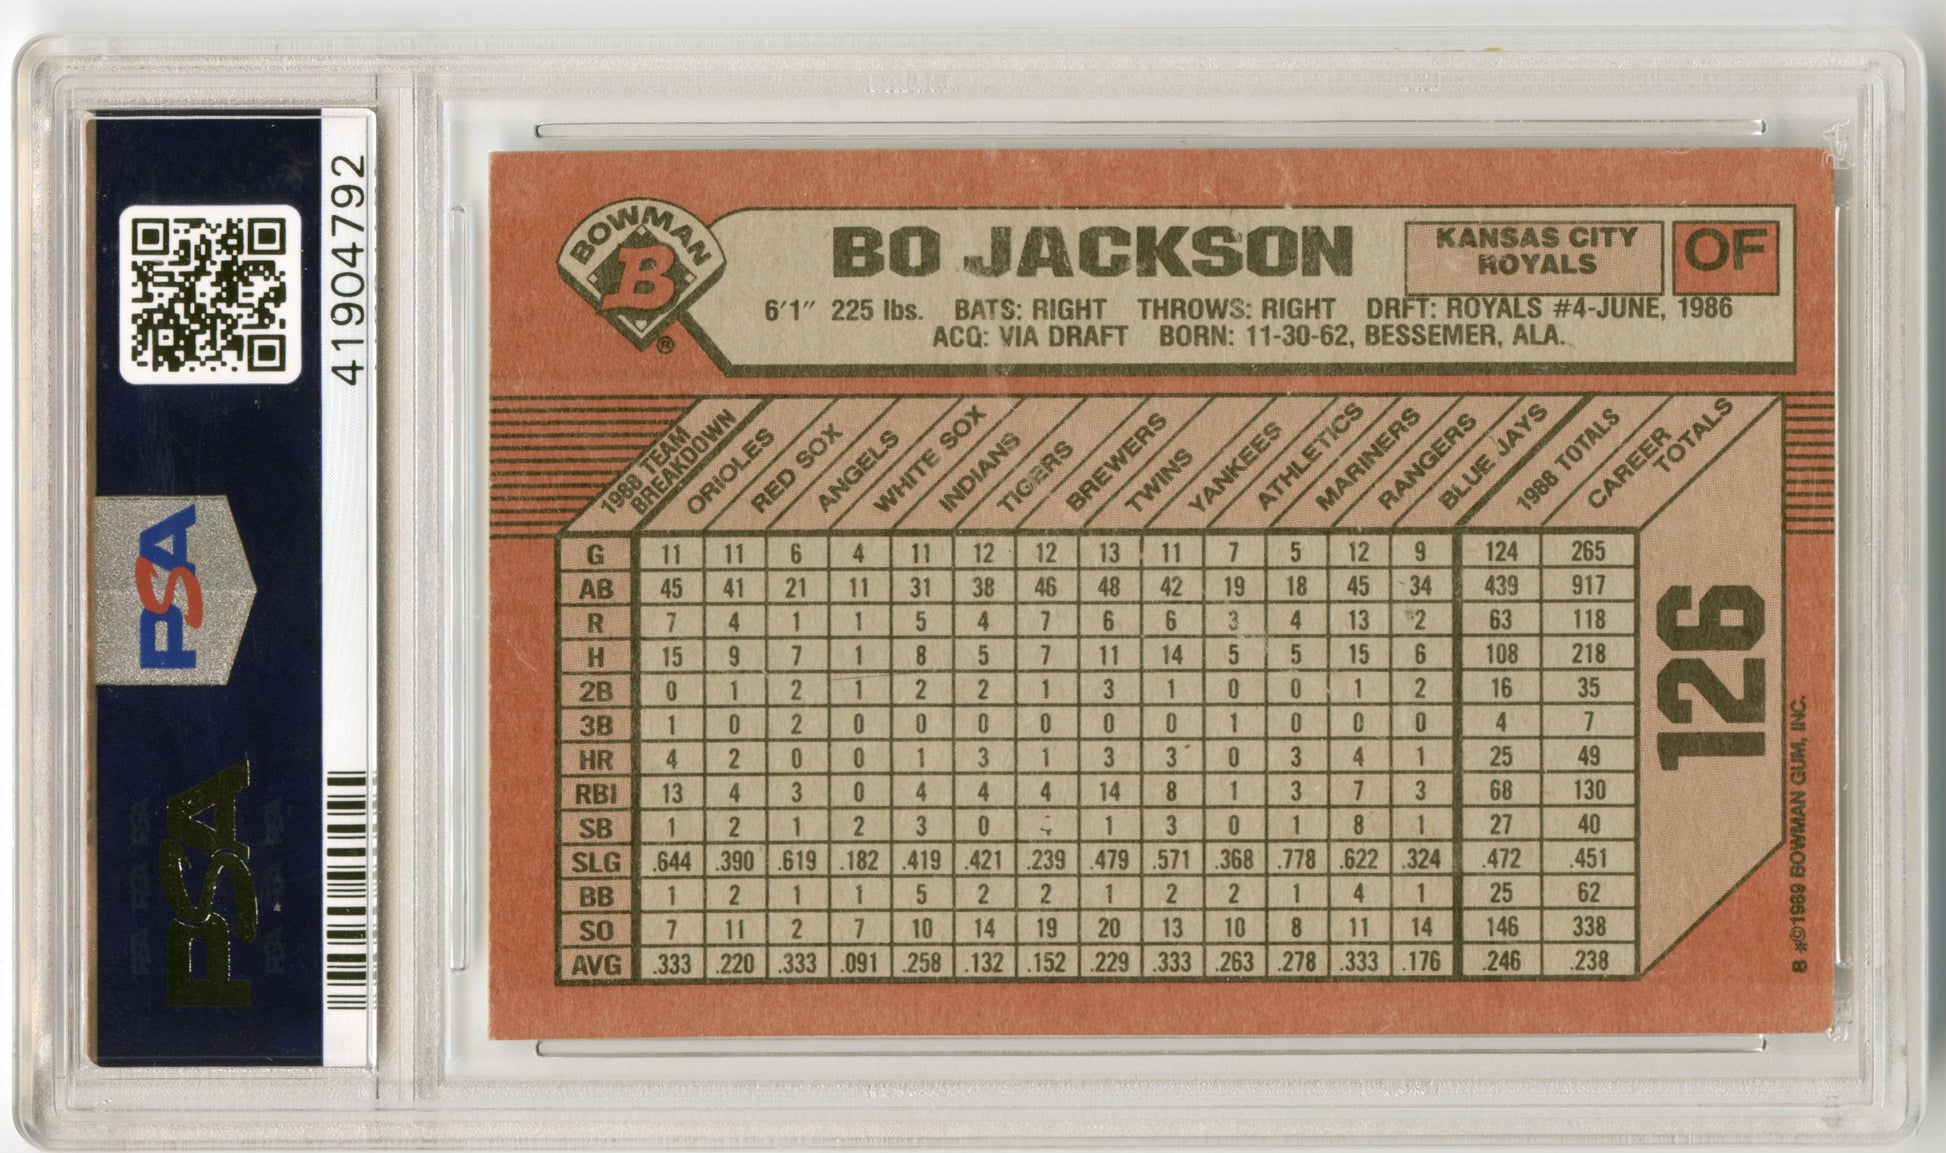 41904792
PSA
PSA
BOWMAN
B
®
BO JACKSON
KANSAS CITY
ROYALS
OF
6'1" 225 lbs. BATS: RIGHT THROWS: RIGHT DRFT: ROYALS #4-JUNE, 1986
ACQ: VIA DRAFT BORN: 11-30-62, BESSEMER, ALA.
1988 TEAM BREAKDOWN ORIOLES RED SOX ANGELS WHITE SOX INDIANS TIGERS BREWERS TWINS YANKEES ATHLETICS MARINERS RANGERS BLUE JAYS 1988 TOTALS CAREER TOTALS
G 11 11 6 4 11 12 12 13 11 7 5 12 9 124 265
AB 45 41 21 11 31 38 46 48 42 19 18 45 34 439 917
R 7 4 1 1 5 4 7 6 6 3 4 13 2 63 118
H 15 9 7 1 8 5 7 11 14 5 5 15 6 108 218
2B 0 1 2 1 2 2 1 3 1 0 0 1 2 16 35
3B 1 0 2 0 0 0 0 0 0 1 0 0 0 4 7
HR 4 2 0 0 1 3 1 3 3 0 3 4 1 25 49
RBI 13 4 3 0 4 4 4 14 8 1 3 7 3 68 130
SB 1 2 1 2 3 0 1 3 0 1 8 1 27 40
SLG .644 .390 .619 .182 .419 .421 .239 .479 .571 .368 .778 .622 .324 .472 .451
BB 1 2 1 1 5 2 2 1 2 2 1 4 1 25 62
SO 7 11 2 7 10 14 19 20 13 10 8 11 14 146 338
AVG .333 .220 .333 .091 .258 .132 .152 .229 .333 .263 .278 .333 .176 .246 .238
126
B *©1989 BOWMAN GUM, INC.